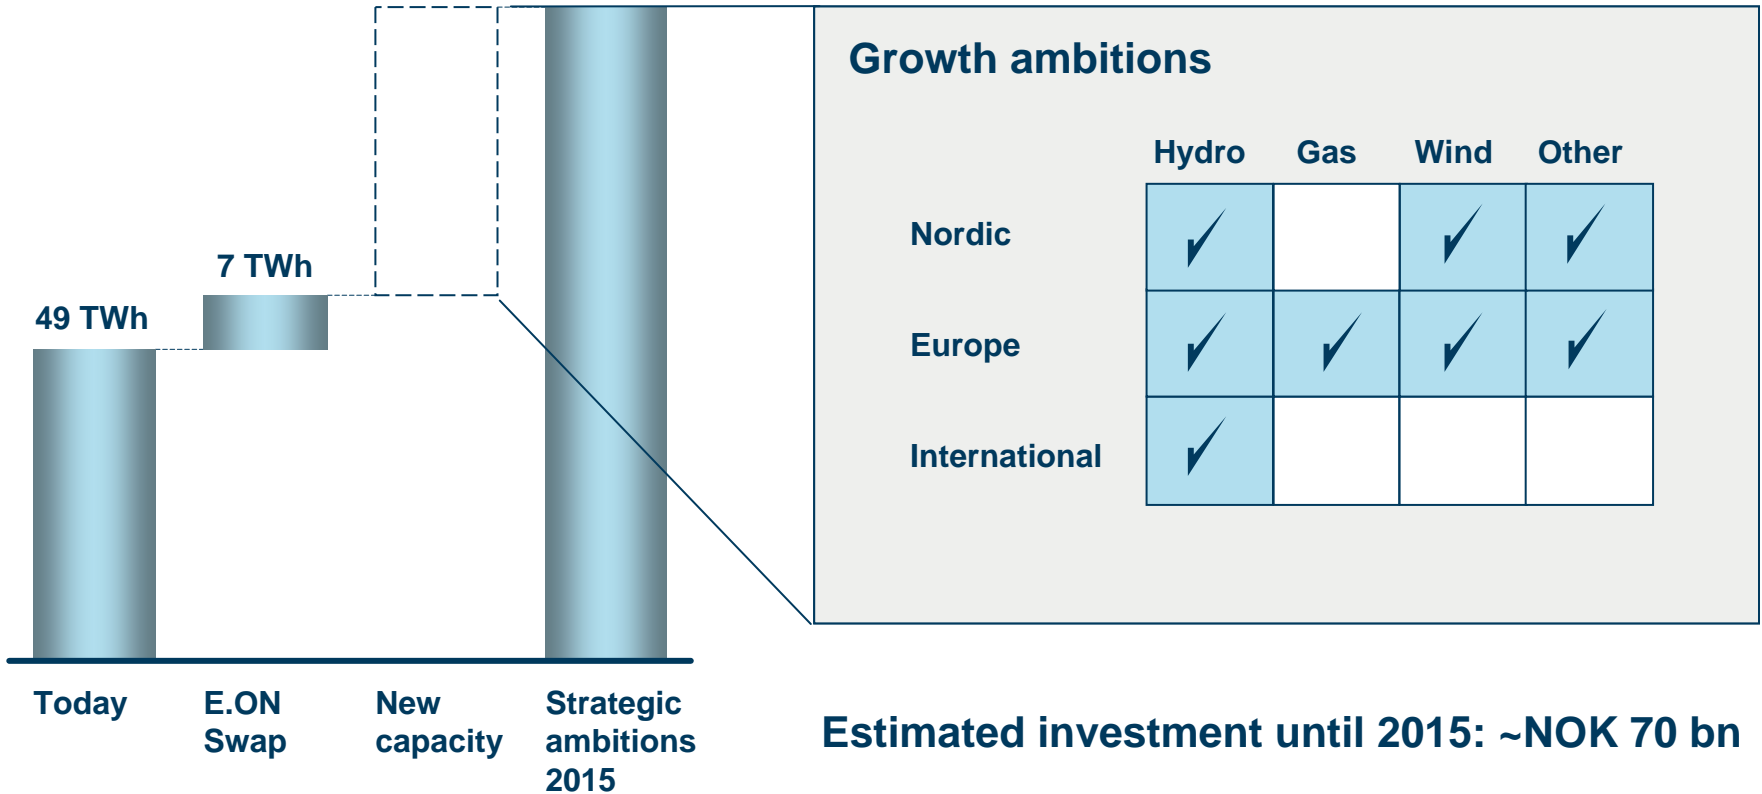 49 TWh
7 TWh
Today
E.ON
Swap
New
capacity
Strategic
ambitions
2015
Growth ambitions
Hydro Gas Wind Other
Nordic ✓ ✓ ✓
Europe ✓ ✓ ✓ ✓
International ✓
Estimated investment until 2015: ~NOK 70 bn